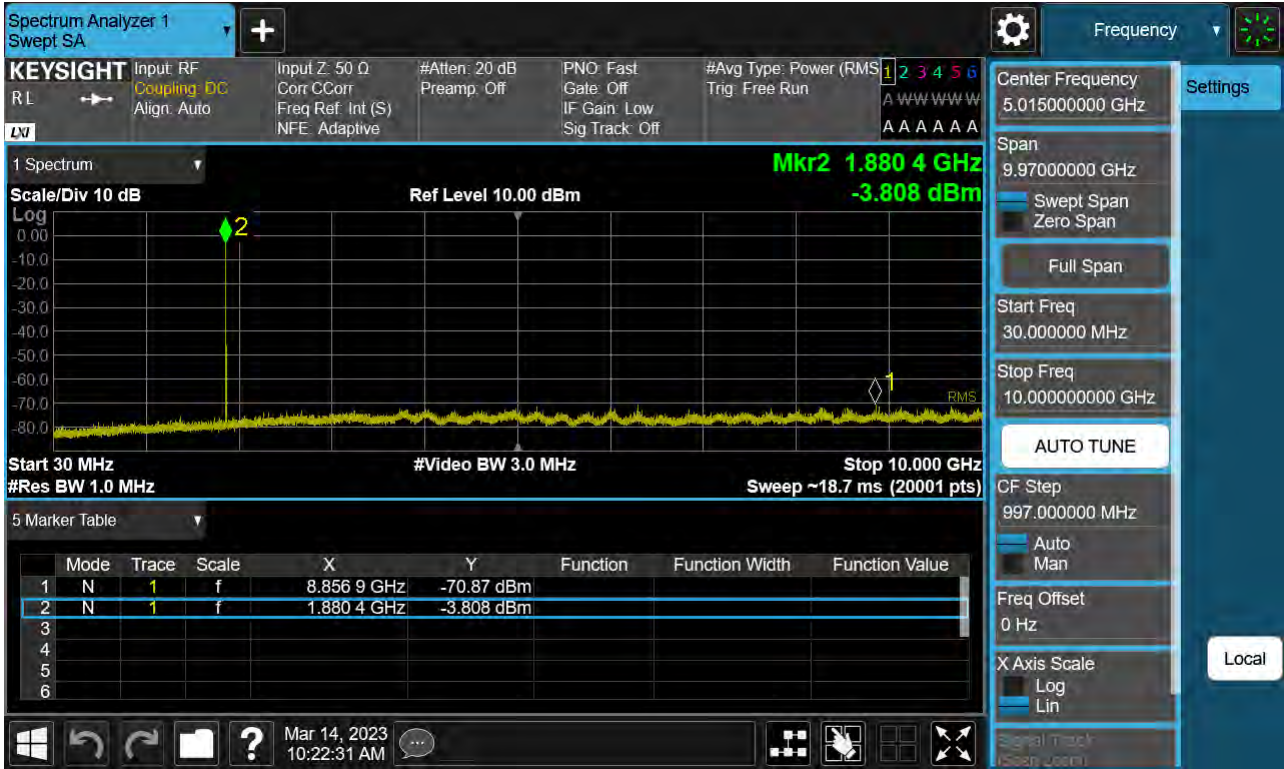 Spectrum Analyzer 1
Swept SA
Frequency
KEYSIGHT
RL
LXI
Input: RF
Coupling: DC
Align: Auto
Input Z: 50 Ω
Corr CCorr
Freq Ref: Int (S)
NFE: Adaptive
#Atten: 20 dB
Preamp: Off
PNO: Fast
Gate: Off
IF Gain: Low
Sig Track: Off
#Avg Type: Power (RMS
Trig: Free Run
1 2 3 4 5 6
A W W W W W
A A A A A A
1 Spectrum
Mkr2 1.880 4 GHz
-3.808 dBm
Scale/Div 10 dB
Ref Level 10.00 dBm
Log
0.00
-10.0
-20.0
-30.0
-40.0
-50.0
-60.0
-70.0
-80.0
2
1
RMS
Start 30 MHz
#Video BW 3.0 MHz
Stop 10.000 GHz
#Res BW 1.0 MHz
Sweep ~18.7 ms (20001 pts)
5 Marker Table
Mode Trace Scale X Y Function Function Width Function Value
1 N 1 f 8.856 9 GHz -70.87 dBm
2 N 1 f 1.880 4 GHz -3.808 dBm
3
4
5
6
Mar 14, 2023
10:22:31 AM
Center Frequency
5.015000000 GHz
Settings
Span
9.97000000 GHz
Swept Span
Zero Span
Full Span
Start Freq
30.000000 MHz
Stop Freq
10.000000000 GHz
AUTO TUNE
CF Step
997.000000 MHz
Auto
Man
Freq Offset
0 Hz
X Axis Scale
Log
Lin
Local
Signal Track
(Span Zoom)